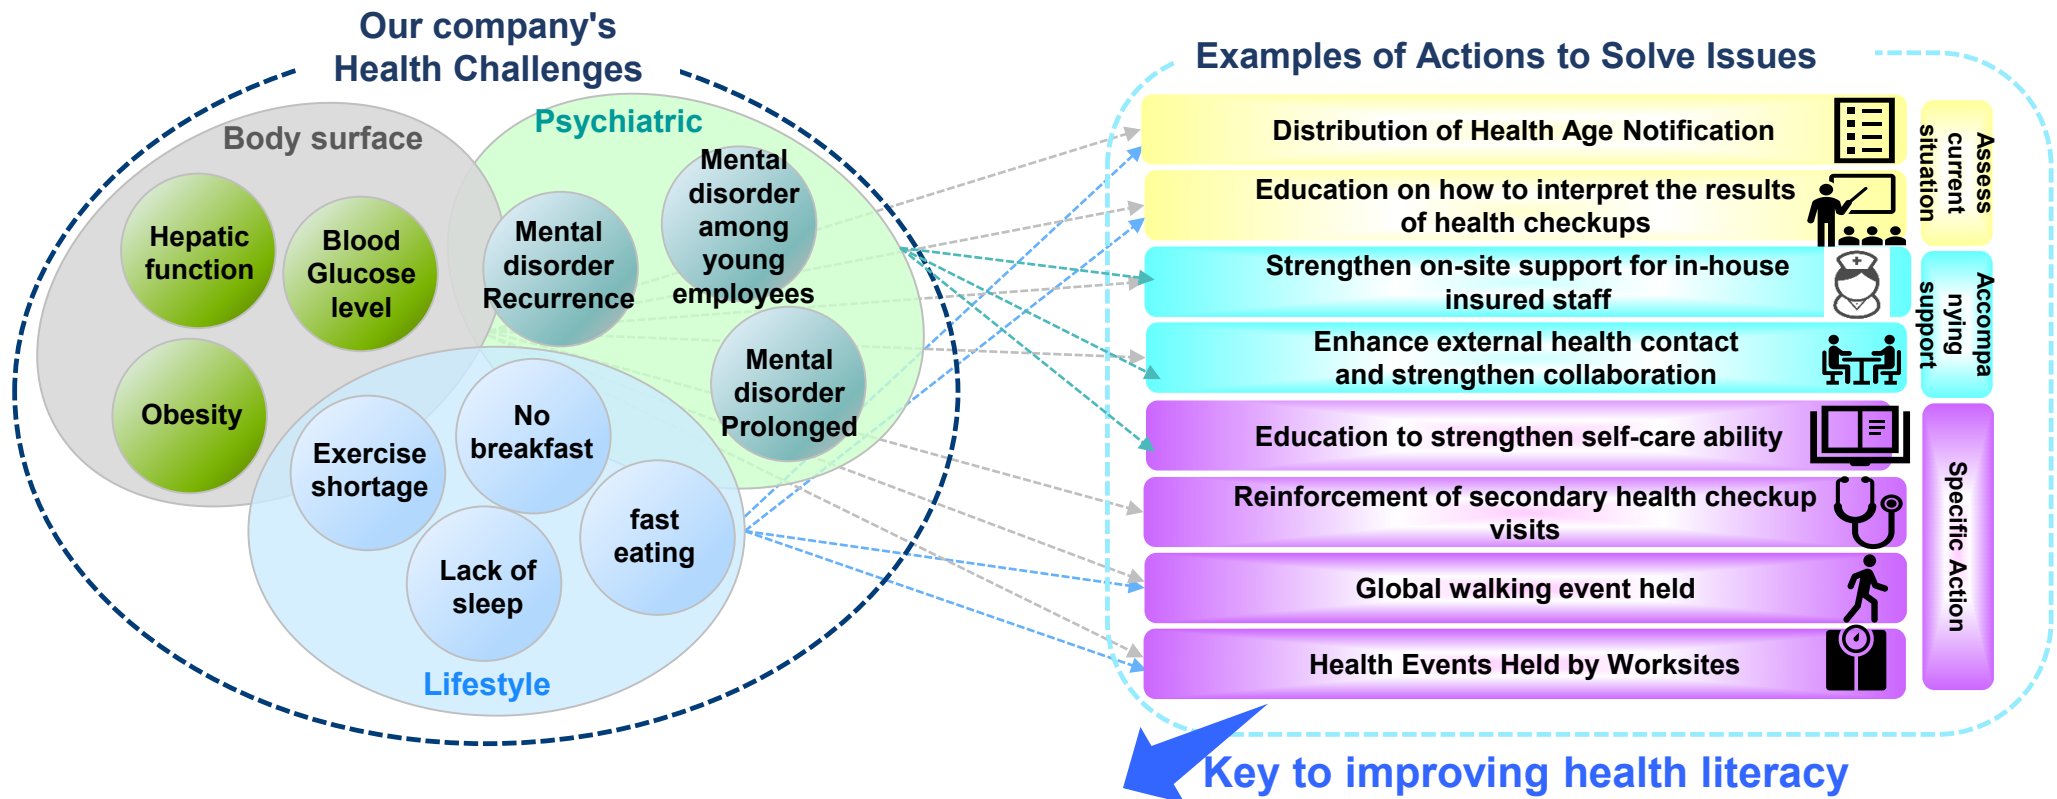 Our company's
Health Challenges
Body surface
Hepatic
function
Blood
Glucose
level
Obesity
Psychiatric
Mental
disorder
Recurrence
Mental
disorder
among
young
employees
Mental
disorder
Prolonged
Exercise
shortage
No
breakfast
Lack of
sleep
fast
eating
Lifestyle
Examples of Actions to Solve Issues
Distribution of Health Age Notification
Education on how to interpret the results
of health checkups
Strengthen on-site support for in-house
insured staff
Enhance external health contact
and strengthen collaboration
Education to strengthen self-care ability
Reinforcement of secondary health checkup
visits
Global walking event held
Health Events Held by Worksites
Assess
current
situation
Accompa
nying
support
Specific Action
Key to improving health literacy